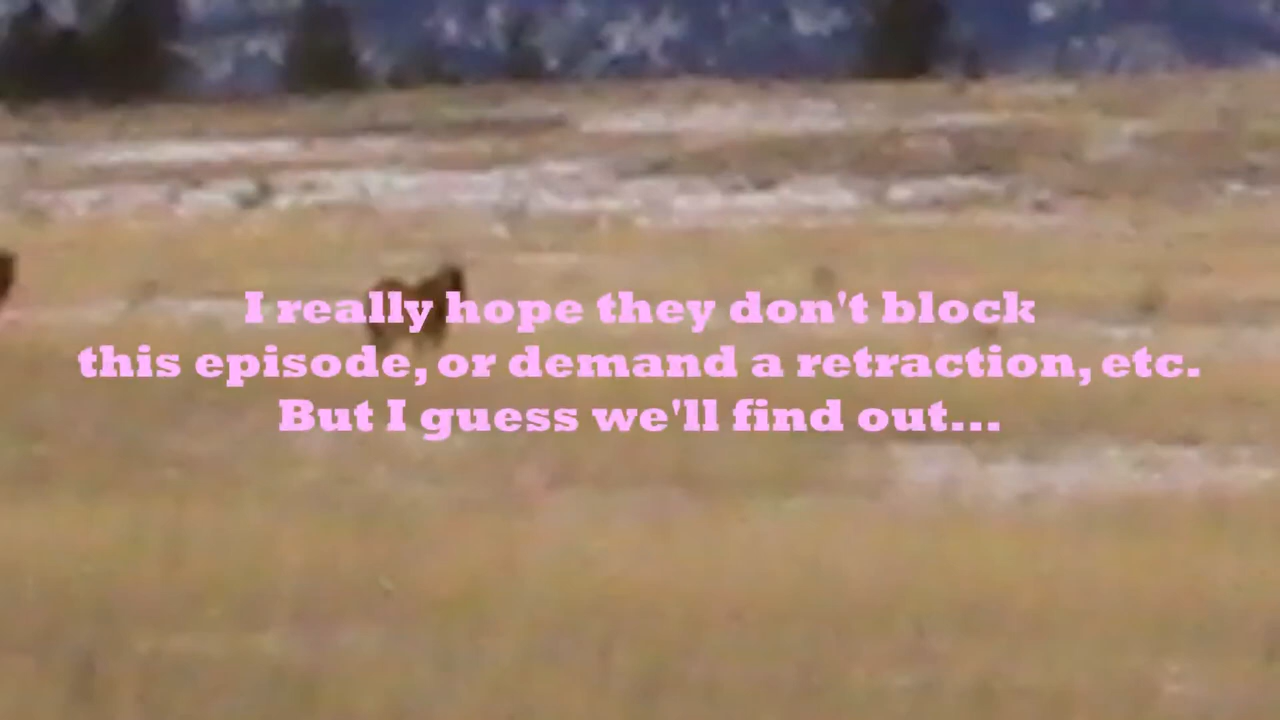 I really hope they don't block
this episode, or demand a retraction, etc.
But I guess we'll find out...